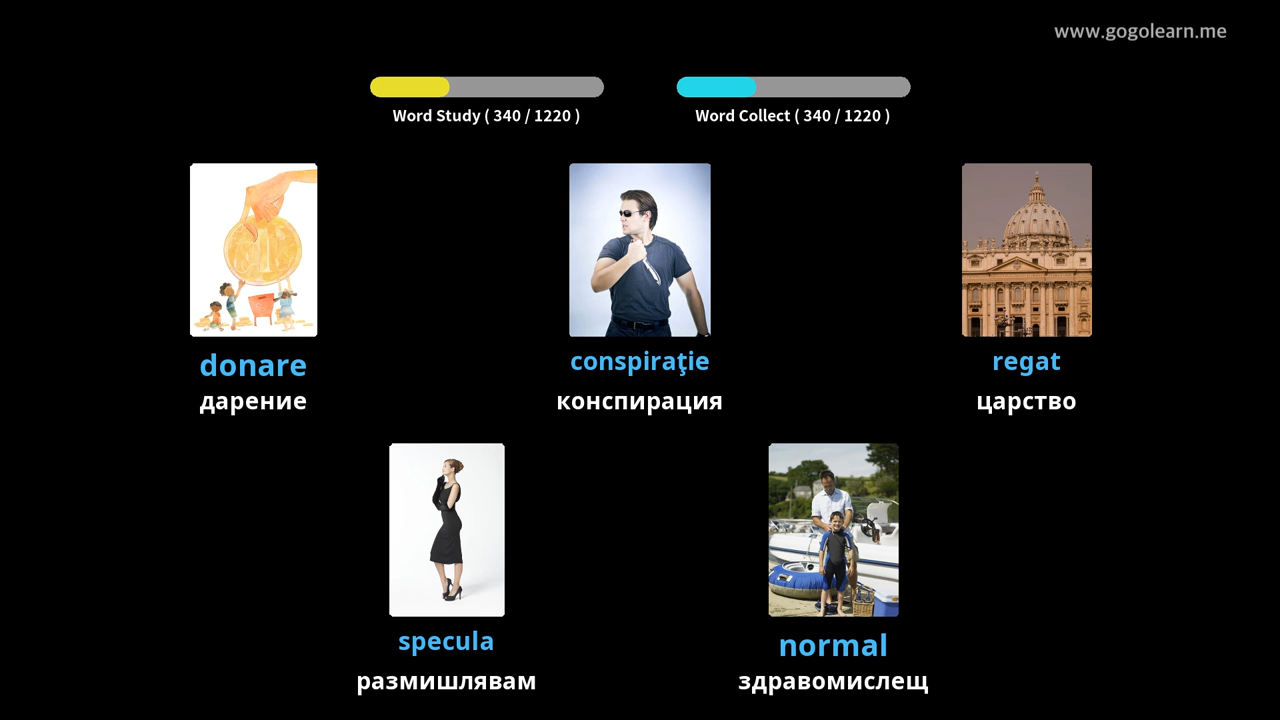 www.gogolearn.me
Word Study ( 340 / 1220 )
Word Collect ( 340 / 1220 )
donare
дарение
conspiraţie
конспирация
regat
царство
specula
размишлявам
normal
здравомислещ